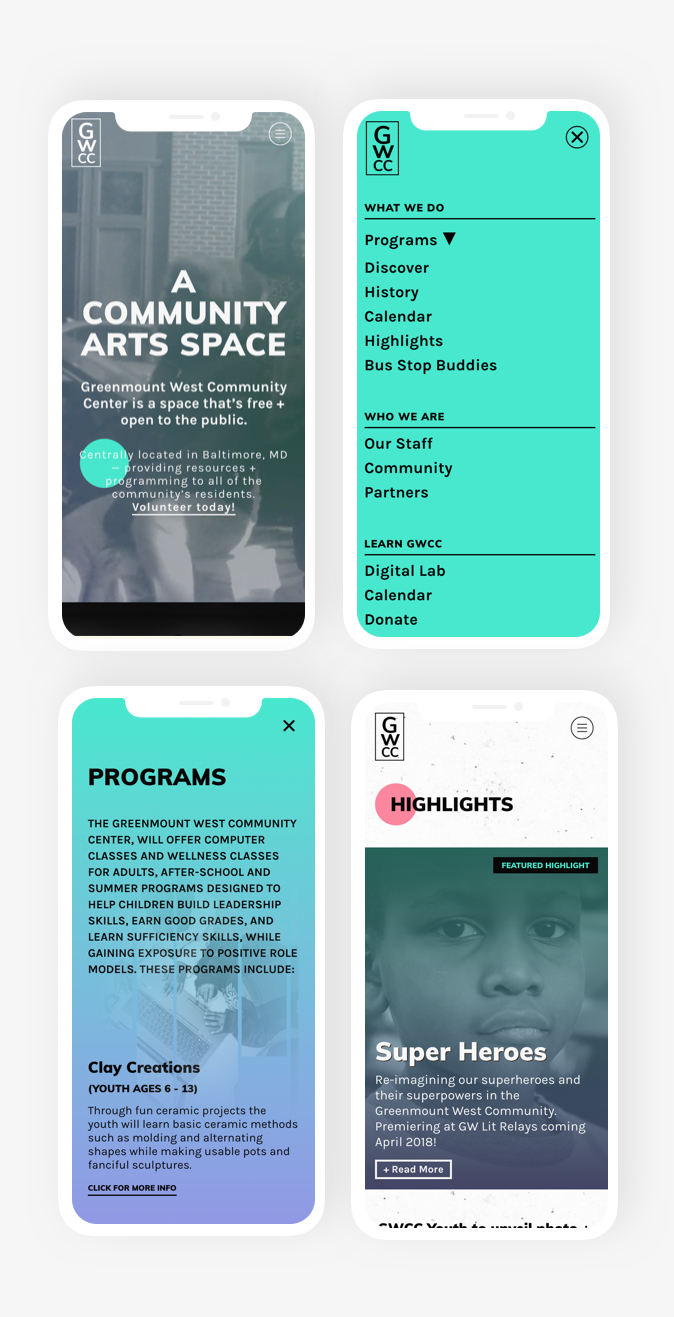 G
W
CC
A
COMMUNITY
ARTS SPACE
Greenmount West Community
Center is a space that's free +
open to the public.
Centrally located in Baltimore, MD
— providing resources +
programming to all of the
community's residents.
Volunteer today!
G
W
CC
WHAT WE DO
Programs ▼
Discover
History
Calendar
Highlights
Bus Stop Buddies
WHO WE ARE
Our Staff
Community
Partners
LEARN GWCC
Digital Lab
Calendar
Donate
PROGRAMS
THE GREENMOUNT WEST COMMUNITY
CENTER, WILL OFFER COMPUTER
CLASSES AND WELLNESS CLASSES
FOR ADULTS, AFTER-SCHOOL AND
SUMMER PROGRAMS DESIGNED TO
HELP CHILDREN BUILD LEADERSHIP
SKILLS, EARN GOOD GRADES, AND
LEARN SUFFICIENCY SKILLS, WHILE
GAINING EXPOSURE TO POSITIVE ROLE
MODELS. THESE PROGRAMS INCLUDE:
Clay Creations
(YOUTH AGES 6 - 13)
Through fun ceramic projects the
youth will learn basic ceramic methods
such as molding and alternating
shapes while making usable pots and
fanciful sculptures.
CLICK FOR MORE INFO
G
W
CC
HIGHLIGHTS
FEATURED HIGHLIGHT
Super Heroes
Re-imagining our superheroes and
their superpowers in the
Greenmount West Community.
Premiering at GW Lit Relays coming
April 2018!
+ Read More
GWCC Youth to unveil photo +